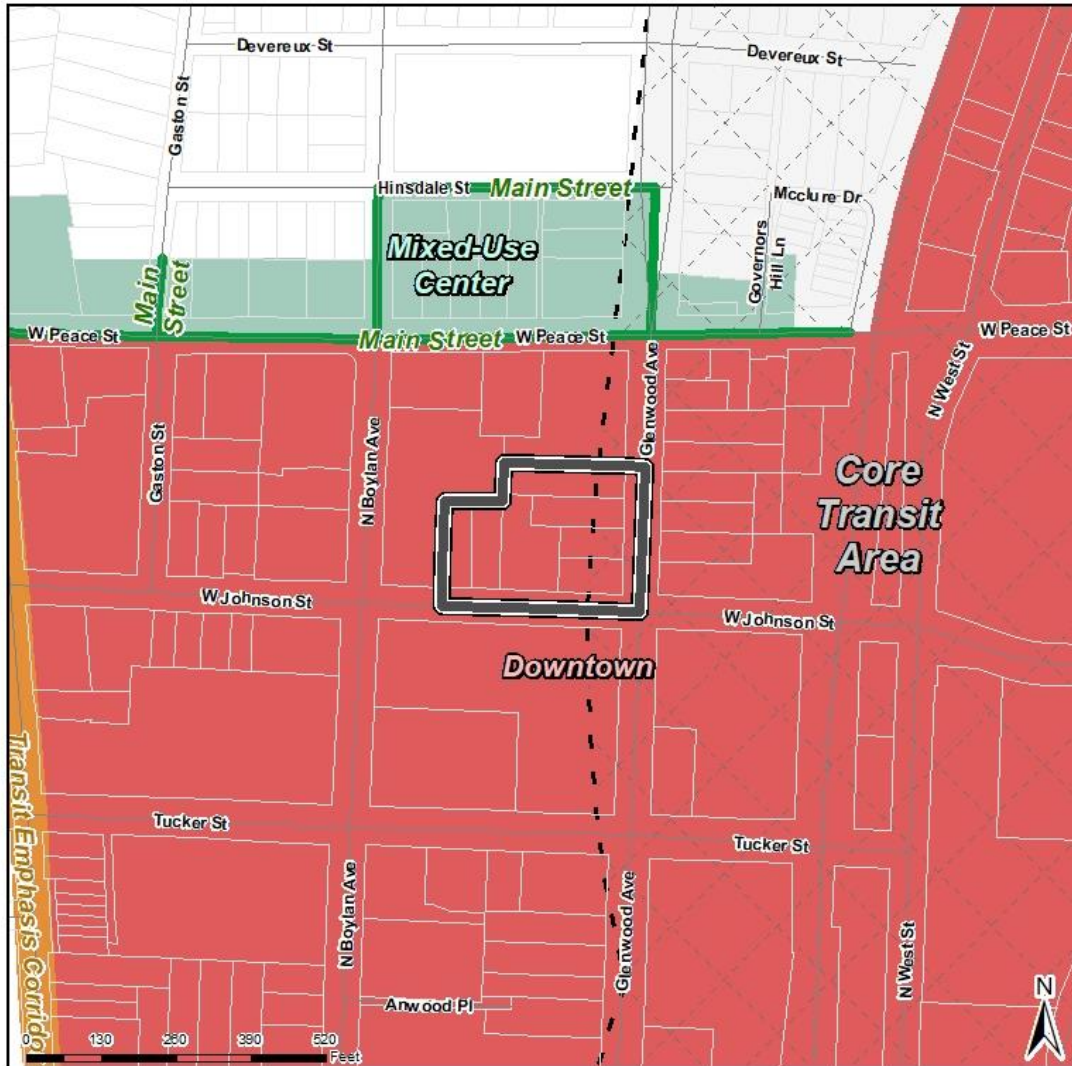 Devereux St
Devereux St
Gaston St
Hinsdale St
Main Street
Mcclure Dr
Mixed-Use
Center
Governors
Hill Ln
Main
Street
W Peace St
Main Street
W Peace St
W Peace St
N West St
Glenwood Ave
Gaston St
N Boylan Ave
Core
Transit
Area
W Johnson St
W Johnson St
Downtown
Transit Emphasis Corrido
Tucker St
Tucker St
N Boylan Ave
Glenwood Ave
N West St
Anwood Pl
N
0 130 260 390 520
Feet